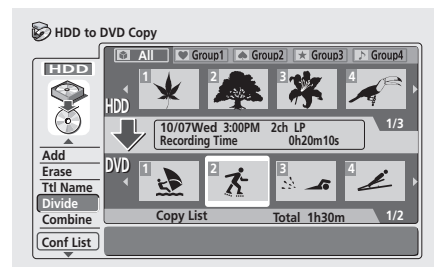 HDD to DVD Copy
HDD
All Group1 Group2 Group3 Group4
HDD 1 2 3 4
10/07Wed 3:00PM 2ch LP
Recording Time 0h20m10s
1/3
DVD 1 2 3 4
Copy List Total 1h30m 1/2
Add
Erase
Ttl Name
Divide
Combine
Conf List